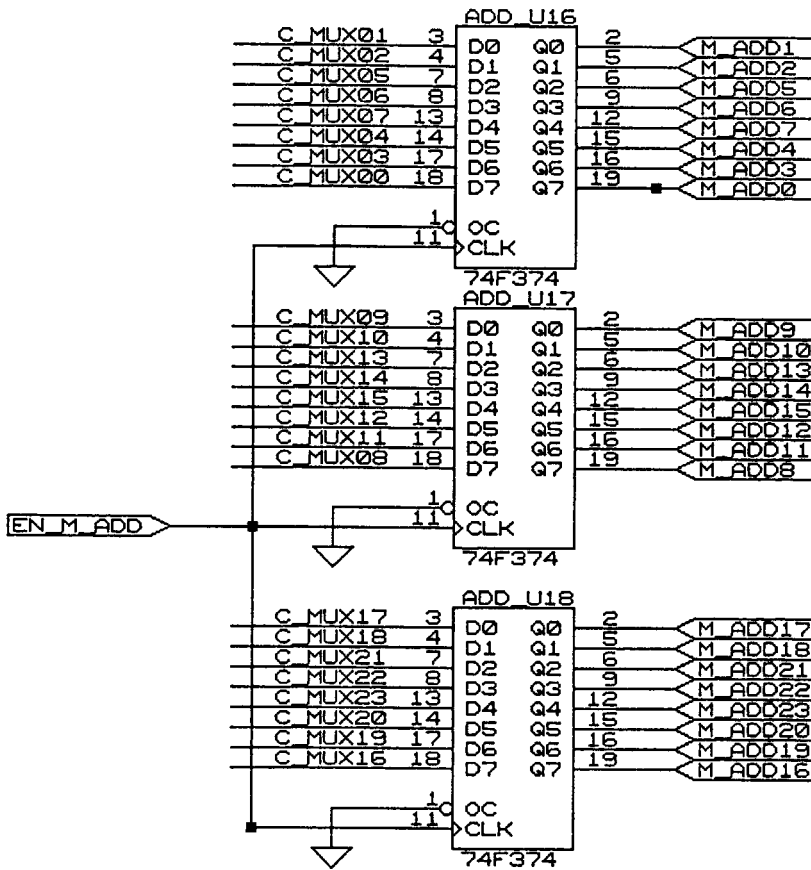 ADD_U16
C_MUX01 3 D0 Q0 2 M_ADD1
C_MUX02 4 D1 Q1 5 M_ADD2
C_MUX05 7 D2 Q2 6 M_ADD5
C_MUX06 8 D3 Q3 9 M_ADD6
C_MUX07 13 D4 Q4 12 M_ADD7
C_MUX04 14 D5 Q5 15 M_ADD4
C_MUX03 17 D6 Q6 16 M_ADD3
C_MUX00 18 D7 Q7 19 M_ADD0
1 OC
11 CLK
74F374
ADD_U17
C_MUX09 3 D0 Q0 2 M_ADD9
C_MUX10 4 D1 Q1 5 M_ADD10
C_MUX13 7 D2 Q2 6 M_ADD13
C_MUX14 8 D3 Q3 9 M_ADD14
C_MUX15 13 D4 Q4 12 M_ADD15
C_MUX12 14 D5 Q5 15 M_ADD12
C_MUX11 17 D6 Q6 16 M_ADD11
C_MUX08 18 D7 Q7 19 M_ADD8
1 OC
EN_M_ADD 11 CLK
74F374
ADD_U18
C_MUX17 3 D0 Q0 2 M_ADD17
C_MUX18 4 D1 Q1 5 M_ADD18
C_MUX21 7 D2 Q2 6 M_ADD21
C_MUX22 8 D3 Q3 9 M_ADD22
C_MUX23 13 D4 Q4 12 M_ADD23
C_MUX20 14 D5 Q5 15 M_ADD20
C_MUX19 17 D6 Q6 16 M_ADD19
C_MUX16 18 D7 Q7 19 M_ADD16
1 OC
11 CLK
74F374